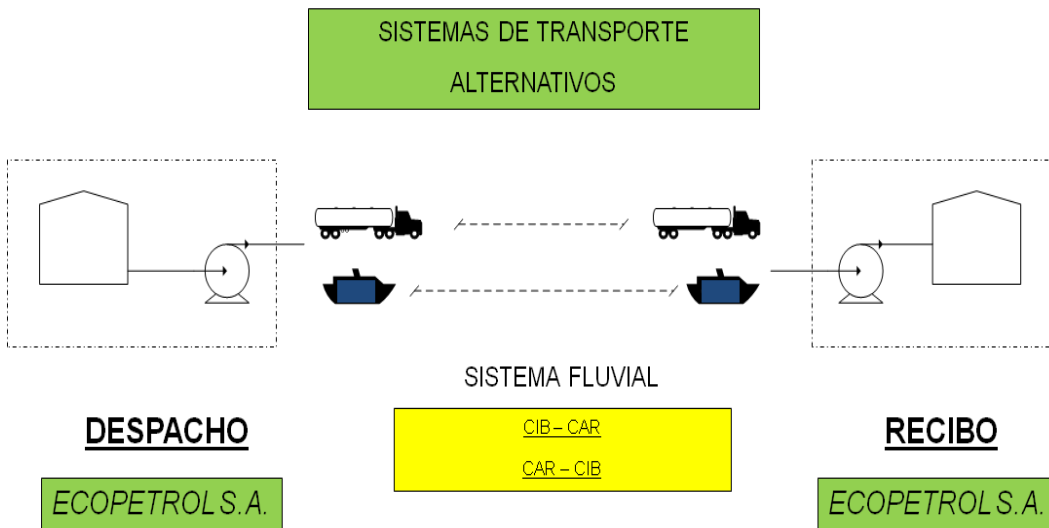 SISTEMAS DE TRANSPORTE
ALTERNATIVOS
SISTEMA FLUVIAL
CIB – CAR
CAR – CIB
DESPACHO
ECOPETROL S.A.
RECIBO
ECOPETROL S.A.